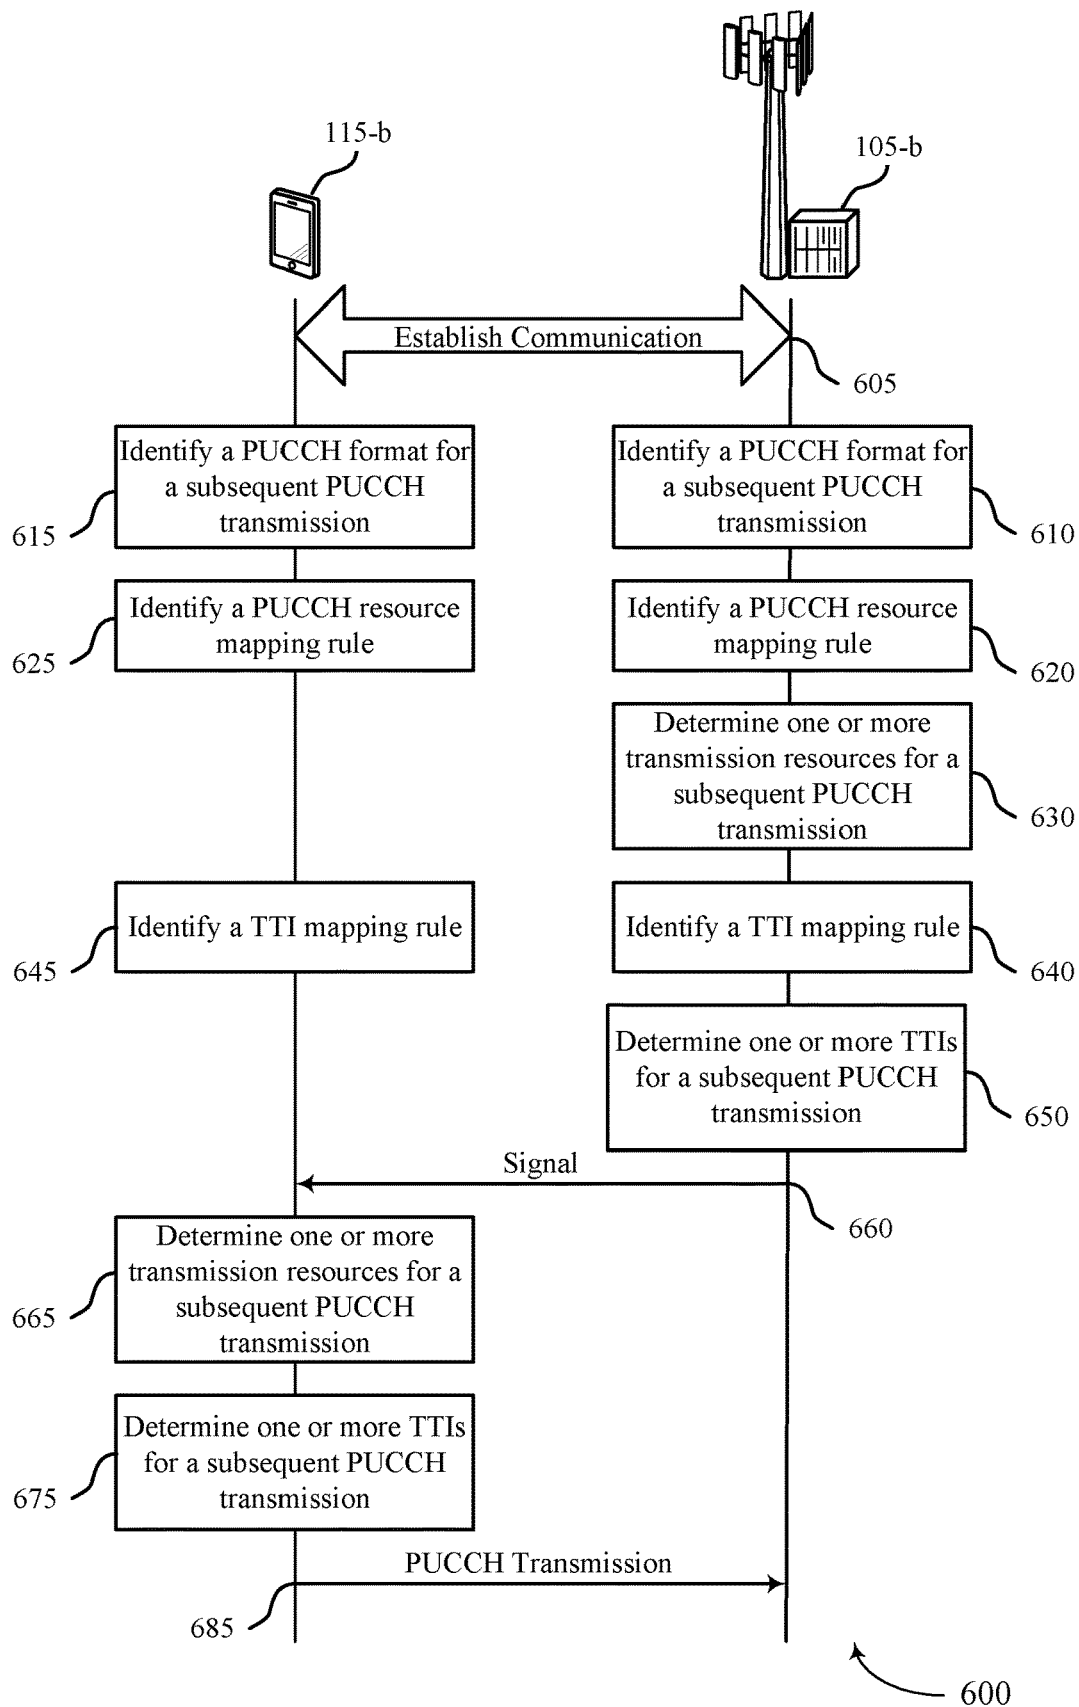 115-b
105-b
Establish Communication
605
Identify a PUCCH format for
a subsequent PUCCH
transmission
615
Identify a PUCCH format for
a subsequent PUCCH
transmission
610
Identify a PUCCH resource
mapping rule
625
Identify a PUCCH resource
mapping rule
620
Determine one or more
transmission resources for a
subsequent PUCCH
transmission
630
Identify a TTI mapping rule
645
Identify a TTI mapping rule
640
Determine one or more TTIs
for a subsequent PUCCH
transmission
650
Signal
660
Determine one or more
transmission resources for a
subsequent PUCCH
transmission
665
Determine one or more TTIs
for a subsequent PUCCH
transmission
675
PUCCH Transmission
685
600